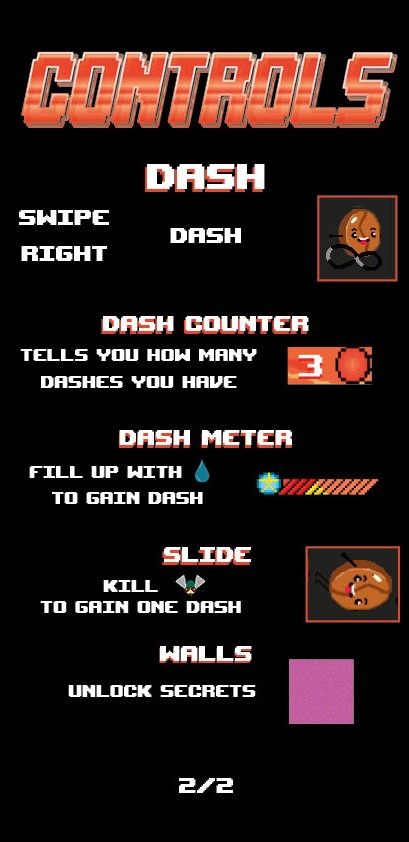 CONTROLS
DASH
SWIPE
RIGHT
DASH
DASH COUNTER
TELLS YOU HOW MANY
DASHES YOU HAVE
3
DASH METER
FILL UP WITH
TO GAIN DASH
SLIDE
KILL
TO GAIN ONE DASH
WALLS
UNLOCK SECRETS
2/2